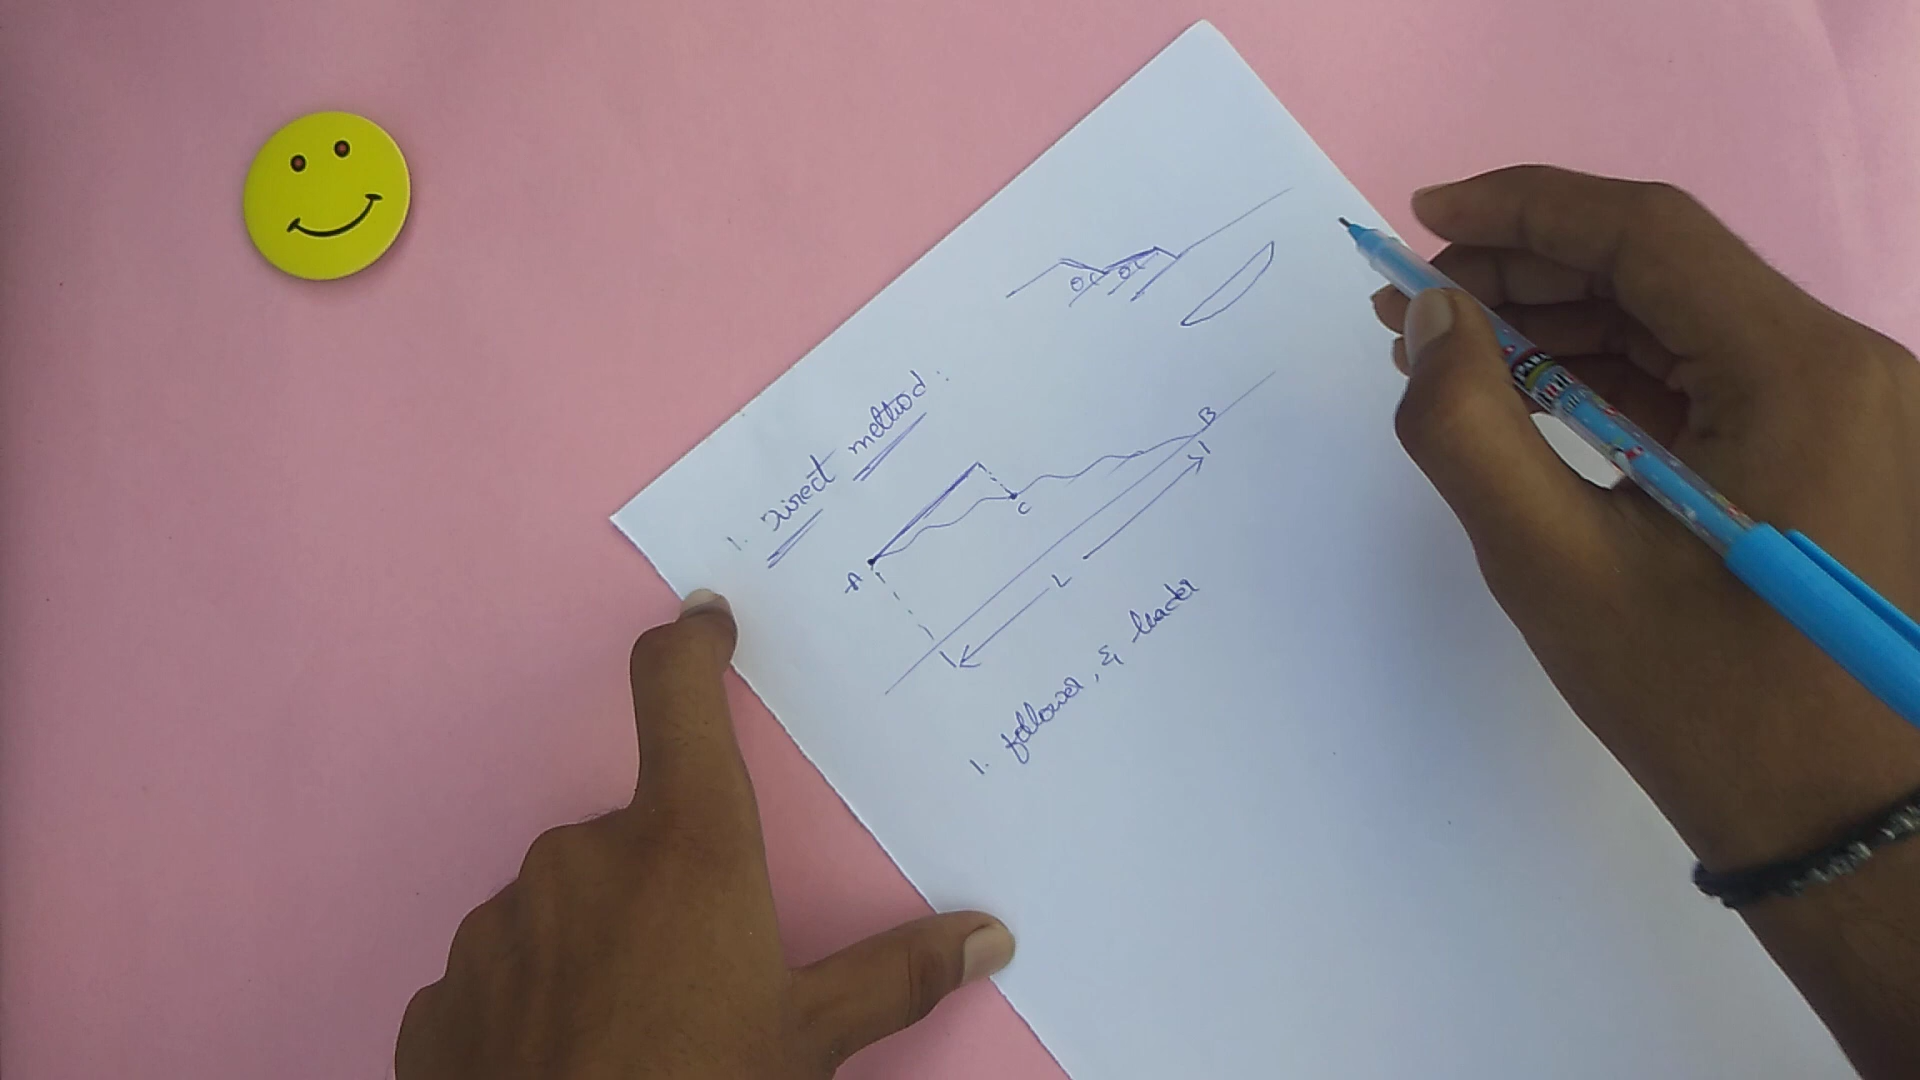 1. Direct method :
A
C
B
L
1. follower, & leader